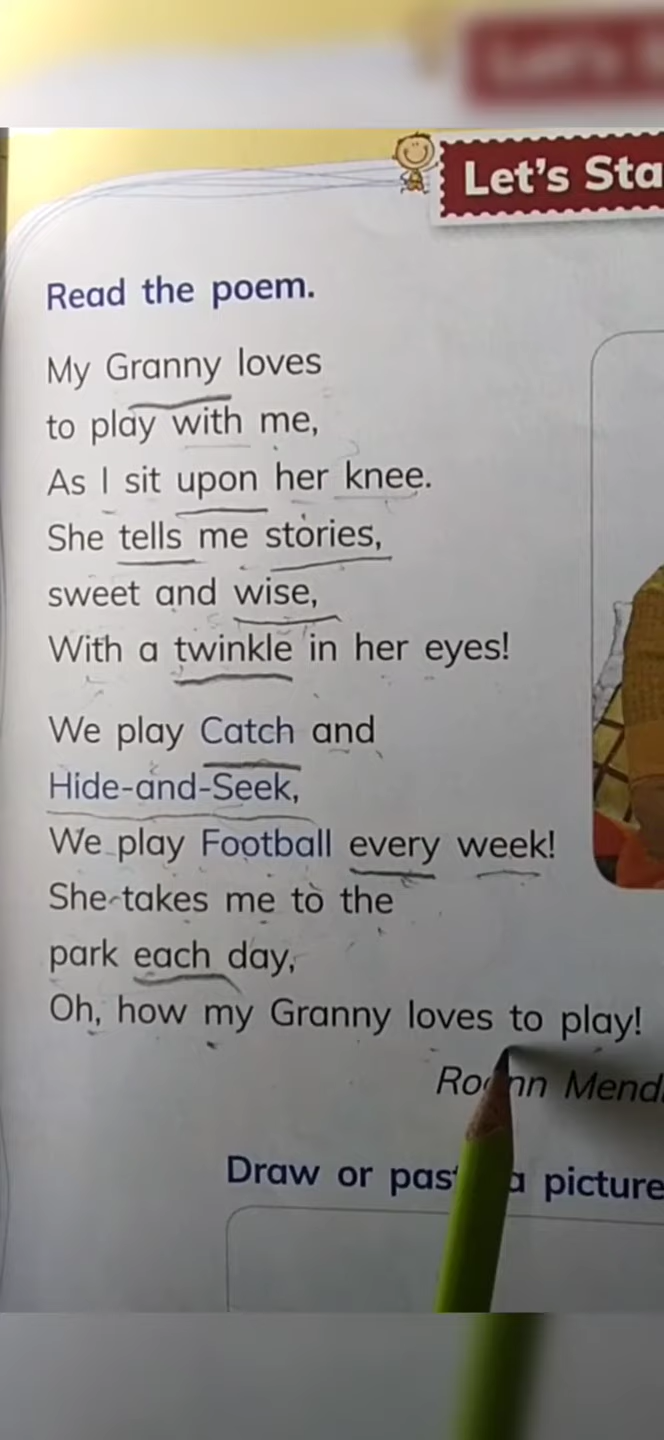 Let's Sta
Read the poem.
My Granny loves
to play with me,
As I sit upon her knee.
She tells me stories,
sweet and wise,
With a twinkle in her eyes!
We play Catch and
Hide-and-Seek,
We play Football every week!
She takes me to the
park each day,
Oh, how my Granny loves to play!
Mend
Draw or picture